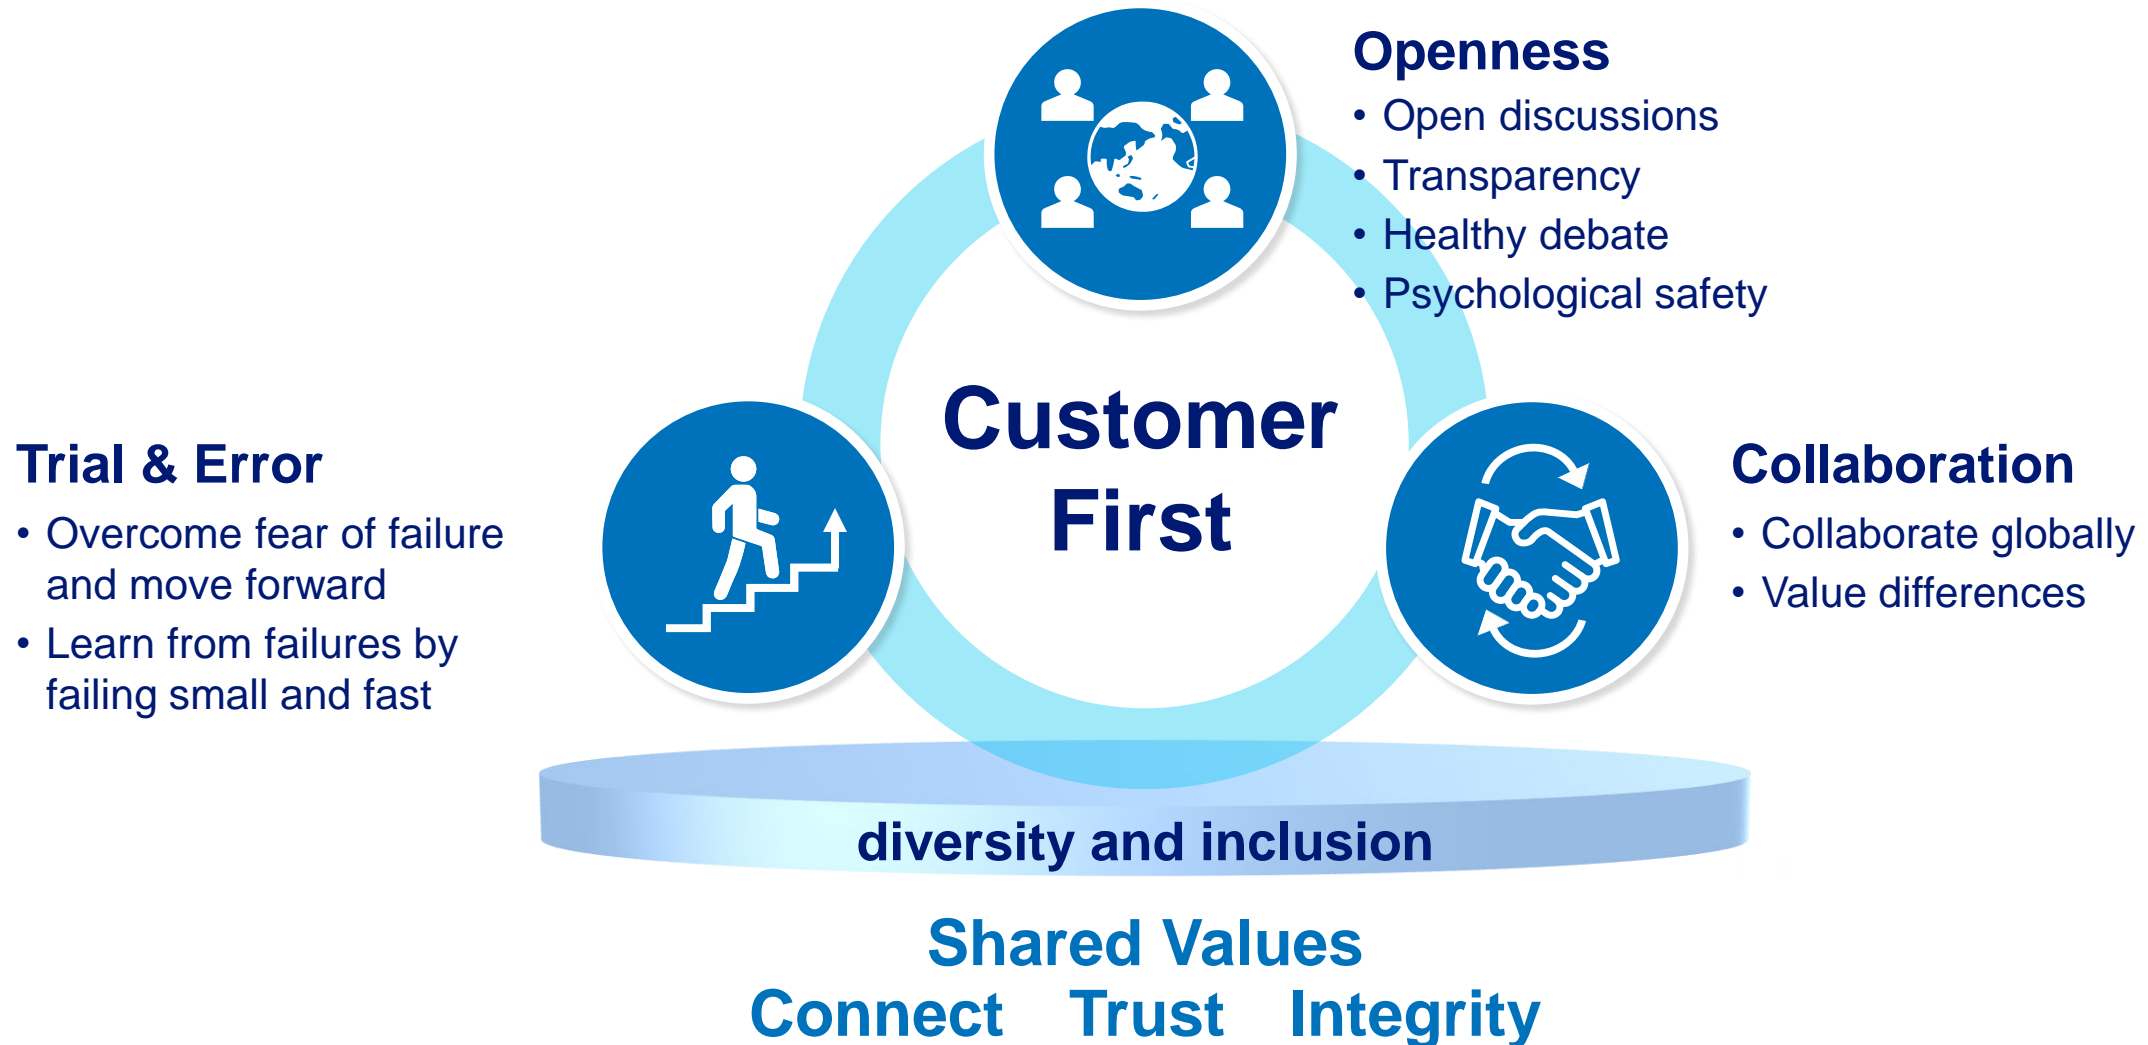 Openness
• Open discussions
• Transparency
• Healthy debate
• Psychological safety
Customer
First
Trial & Error
• Overcome fear of failure
and move forward
• Learn from failures by
failing small and fast
Collaboration
• Collaborate globally
• Value differences
diversity and inclusion
Shared Values
Connect Trust Integrity